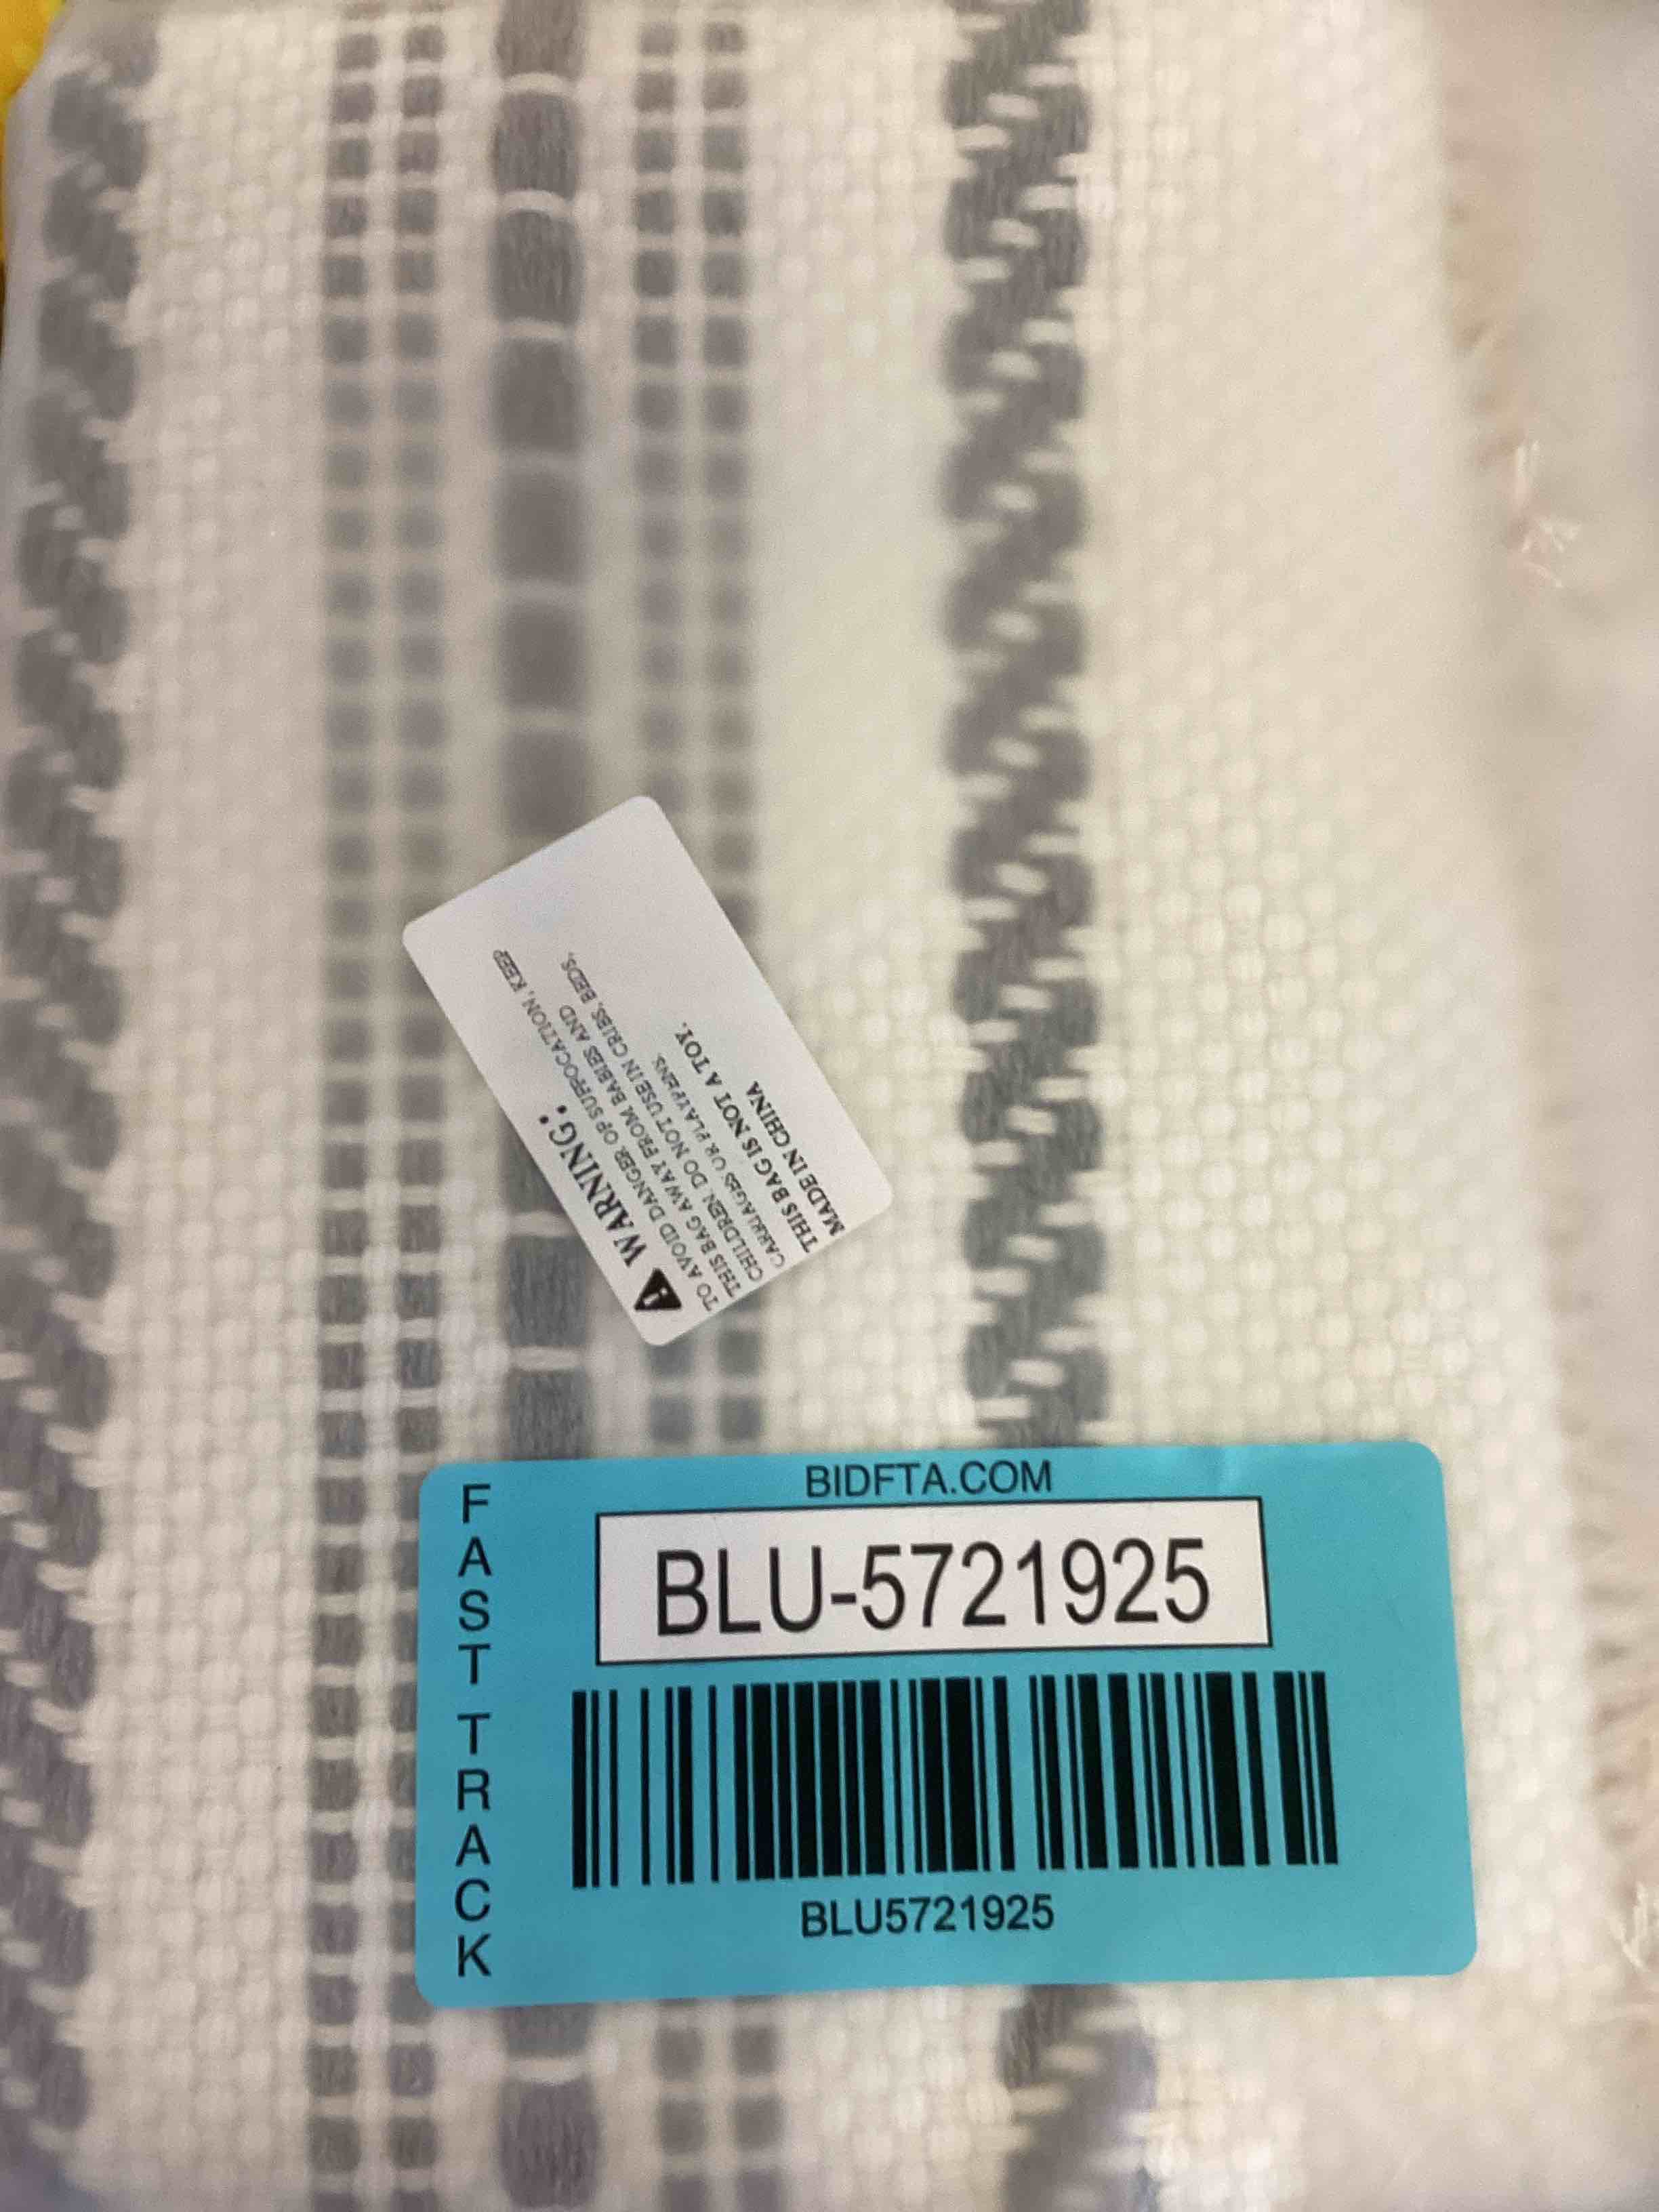 WARNING:
TO AVOID DANGER OF SUFFOCATION, KEEP
THIS BAG AWAY FROM BABIES AND
CHILDREN. DO NOT USE IN CRIBS, BEDS,
CARRIAGES OR PLAYPENS.
THIS BAG IS NOT A TOY.
MADE IN CHINA
BIDFTA.COM
FAST TRACK
BLU-5721925
BLU5721925